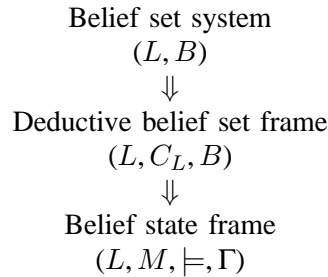 Belief set system
(L, B)
⇓
Deductive belief set frame
(L, C_L, B)
⇓
Belief state frame
(L, M, ⊨, Γ)